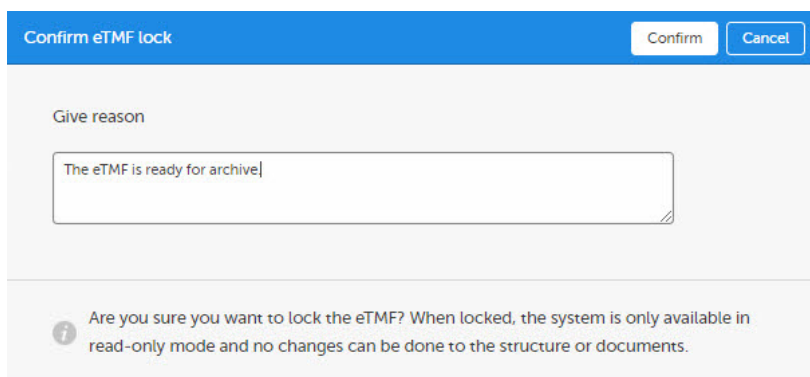 Confirm eTMF lock
Confirm
Cancel
Give reason
The eTMF is ready for archive
Are you sure you want to lock the eTMF? When locked, the system is only available in
read-only mode and no changes can be done to the structure or documents.